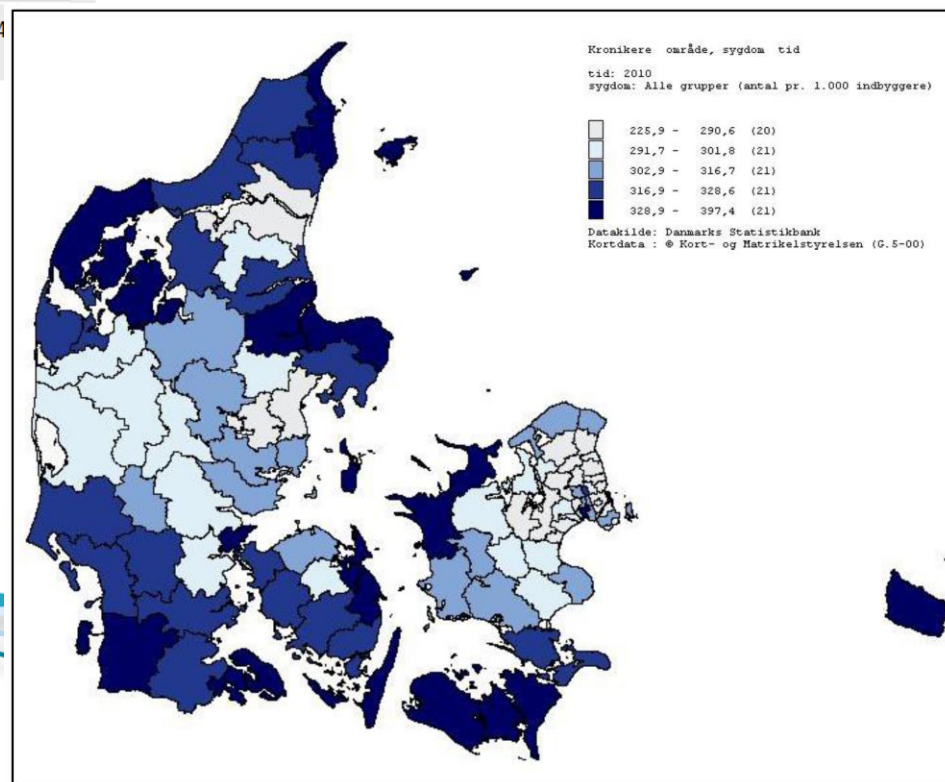 4
Kronikere område, sygdom tid
tid: 2010
sygdom: Alle grupper (antal pr. 1.000 indbyggere)
225,9 - 290,6 (20)
291,7 - 301,8 (21)
302,9 - 316,7 (21)
316,9 - 328,6 (21)
328,9 - 397,4 (21)
Datakilde: Danmarks Statistikbank
Kortdata : © Kort- og Matrikelstyrelsen (G.5-00)